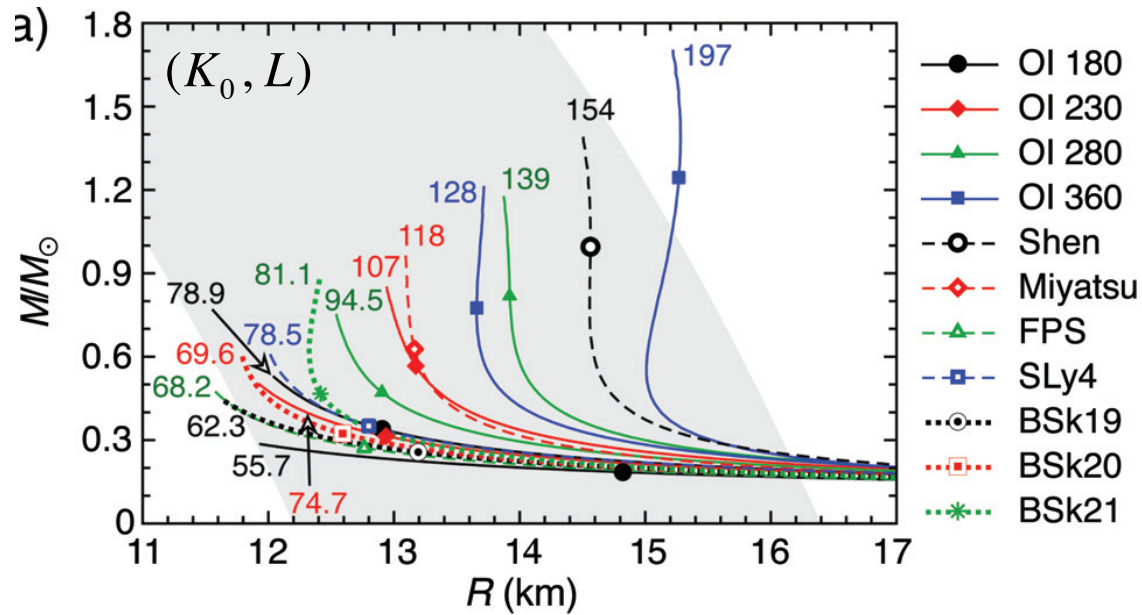 a)
(K₀, L)
M/M⊙
1.8
1.5
1.2
0.9
0.6
0.3
0
11
12
13
14
15
16
17
R (km)
197
154
139
128
118
107
94.5
81.1
78.9
78.5
69.6
68.2
62.3
55.7
74.7
OI 180
OI 230
OI 280
OI 360
Shen
Miyatsu
FPS
SLy4
BSk19
BSk20
BSk21